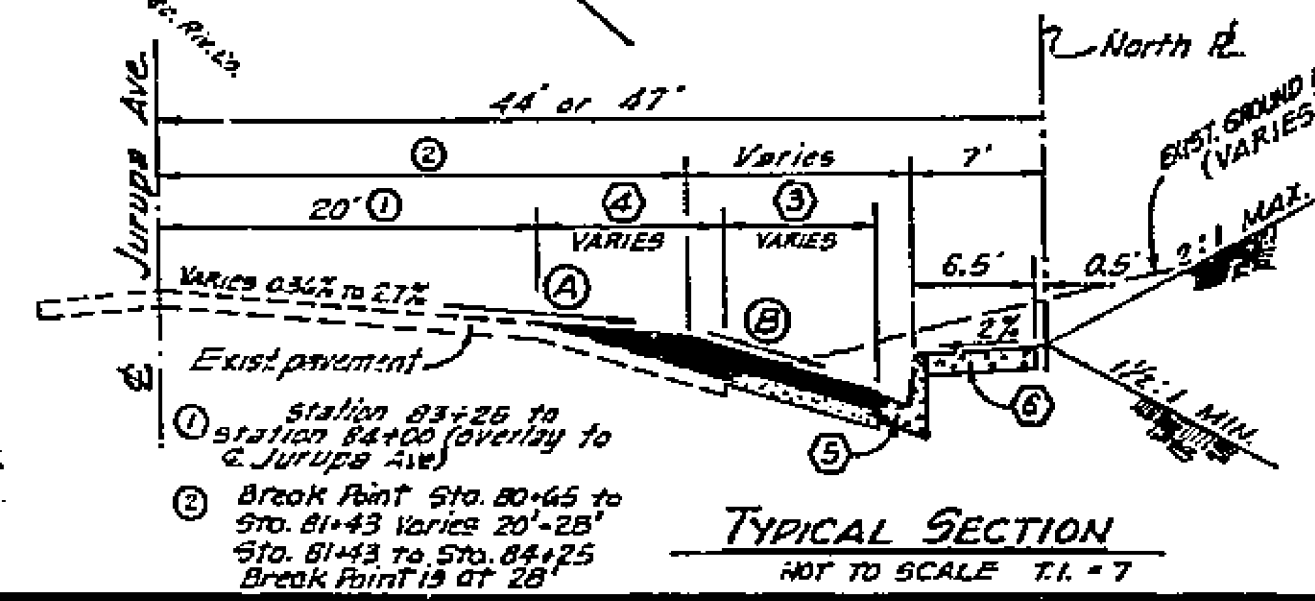 North ⅊
44' or 47'
Jurupa Ave.
℄
②
Varies
7'
20' ①
④
VARIES
③
VARIES
6.5'
0.5'
EXIST. GROUND
(VARIES
2:1 MAX.
VARIES 0.36% TO 2.7%
A
B
2%
Exist pavement
1½:1 MIN.
⑤
⑥
① Station 83+26 to
station 84+00 (overlay to
℄ Jurupa Ave)
② Break Point Sta. 80+65 to
Sta. 81+43 Varies 20'-28'
Sta. 81+43 to Sta. 84+25
Break Point is at 28'
TYPICAL SECTION
NOT TO SCALE T.I. = 7